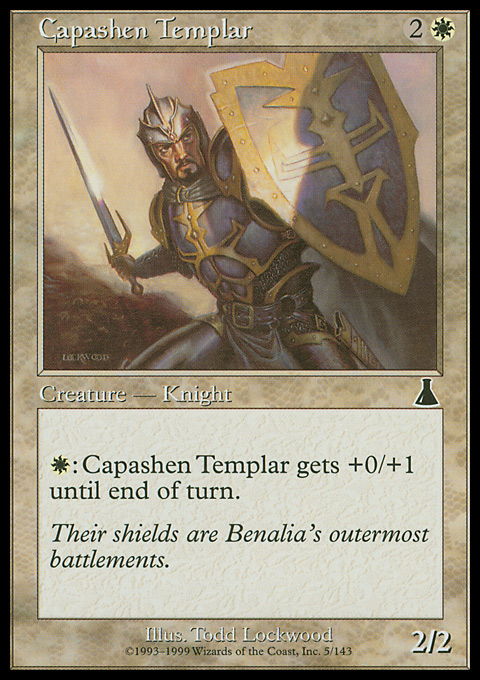 Capashen Templar 2
LOCKWOOD
Creature — Knight
: Capashen Templar gets +0/+1
until end of turn.
Their shields are Benalia's outermost
battlements.
Illus. Todd Lockwood
©1993–1999 Wizards of the Coast, Inc. 5/143
2/2